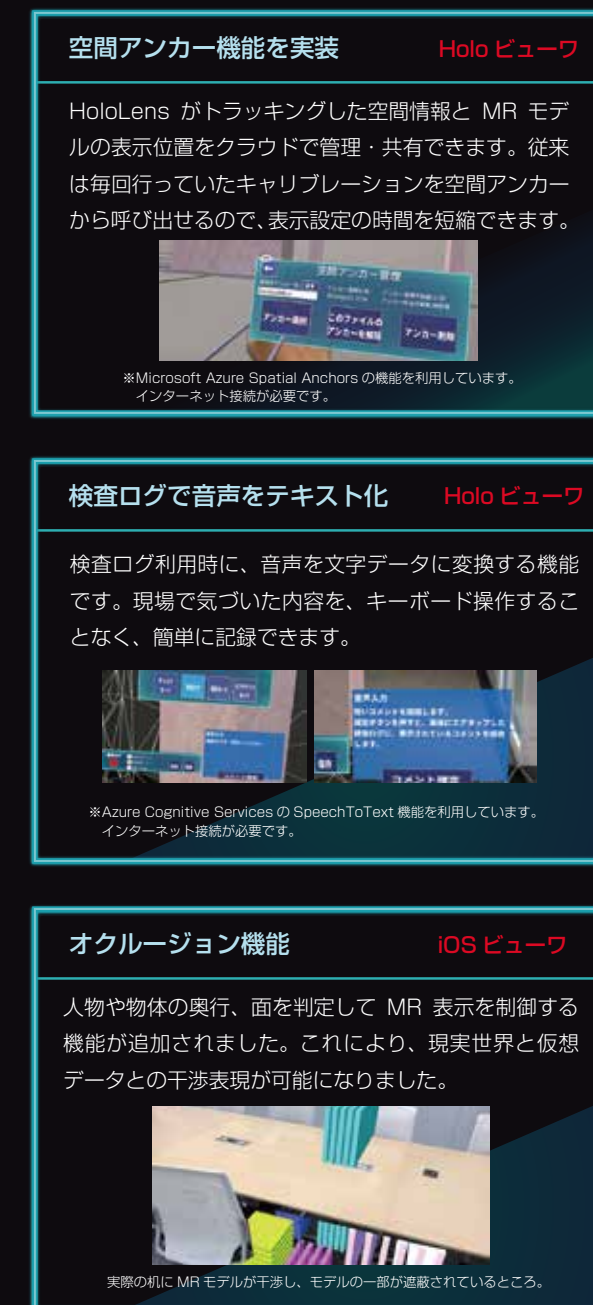 空間アンカー機能を実装 Holo ビューワ
HoloLens がトラッキングした空間情報と MR モデ
ルの表示位置をクラウドで管理・共有できます。従来
は毎回行っていたキャリブレーションを空間アンカー
から呼び出せるので、表示設定の時間を短縮できます。
空間アンカー管理
アンカー選択
このファイルの
アンカーを解除
アンカー削除
※Microsoft Azure Spatial Anchors の機能を利用しています。
インターネット接続が必要です。
検査ログで音声をテキスト化 Holo ビューワ
検査ログ利用時に、音声を文字データに変換する機能
です。現場で気づいた内容を、キーボード操作するこ
となく、簡単に記録できます。
音声入力
短いコメントを認識します。
コメント確定
※Azure Cognitive Services の SpeechToText 機能を利用しています。
インターネット接続が必要です。
オクルージョン機能 iOS ビューワ
人物や物体の奥行、面を判定して MR 表示を制御する
機能が追加されました。これにより、現実世界と仮想
データとの干渉表現が可能になりました。
実際の机に MR モデルが干渉し、モデルの一部が遮蔽されているところ。